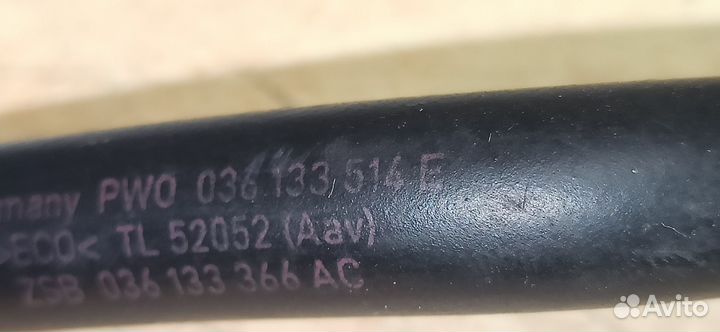 many PWO 036 133 514 E
>ECO< TL 52052 (Aav)
ZSB 036 133 366 AC
Avito